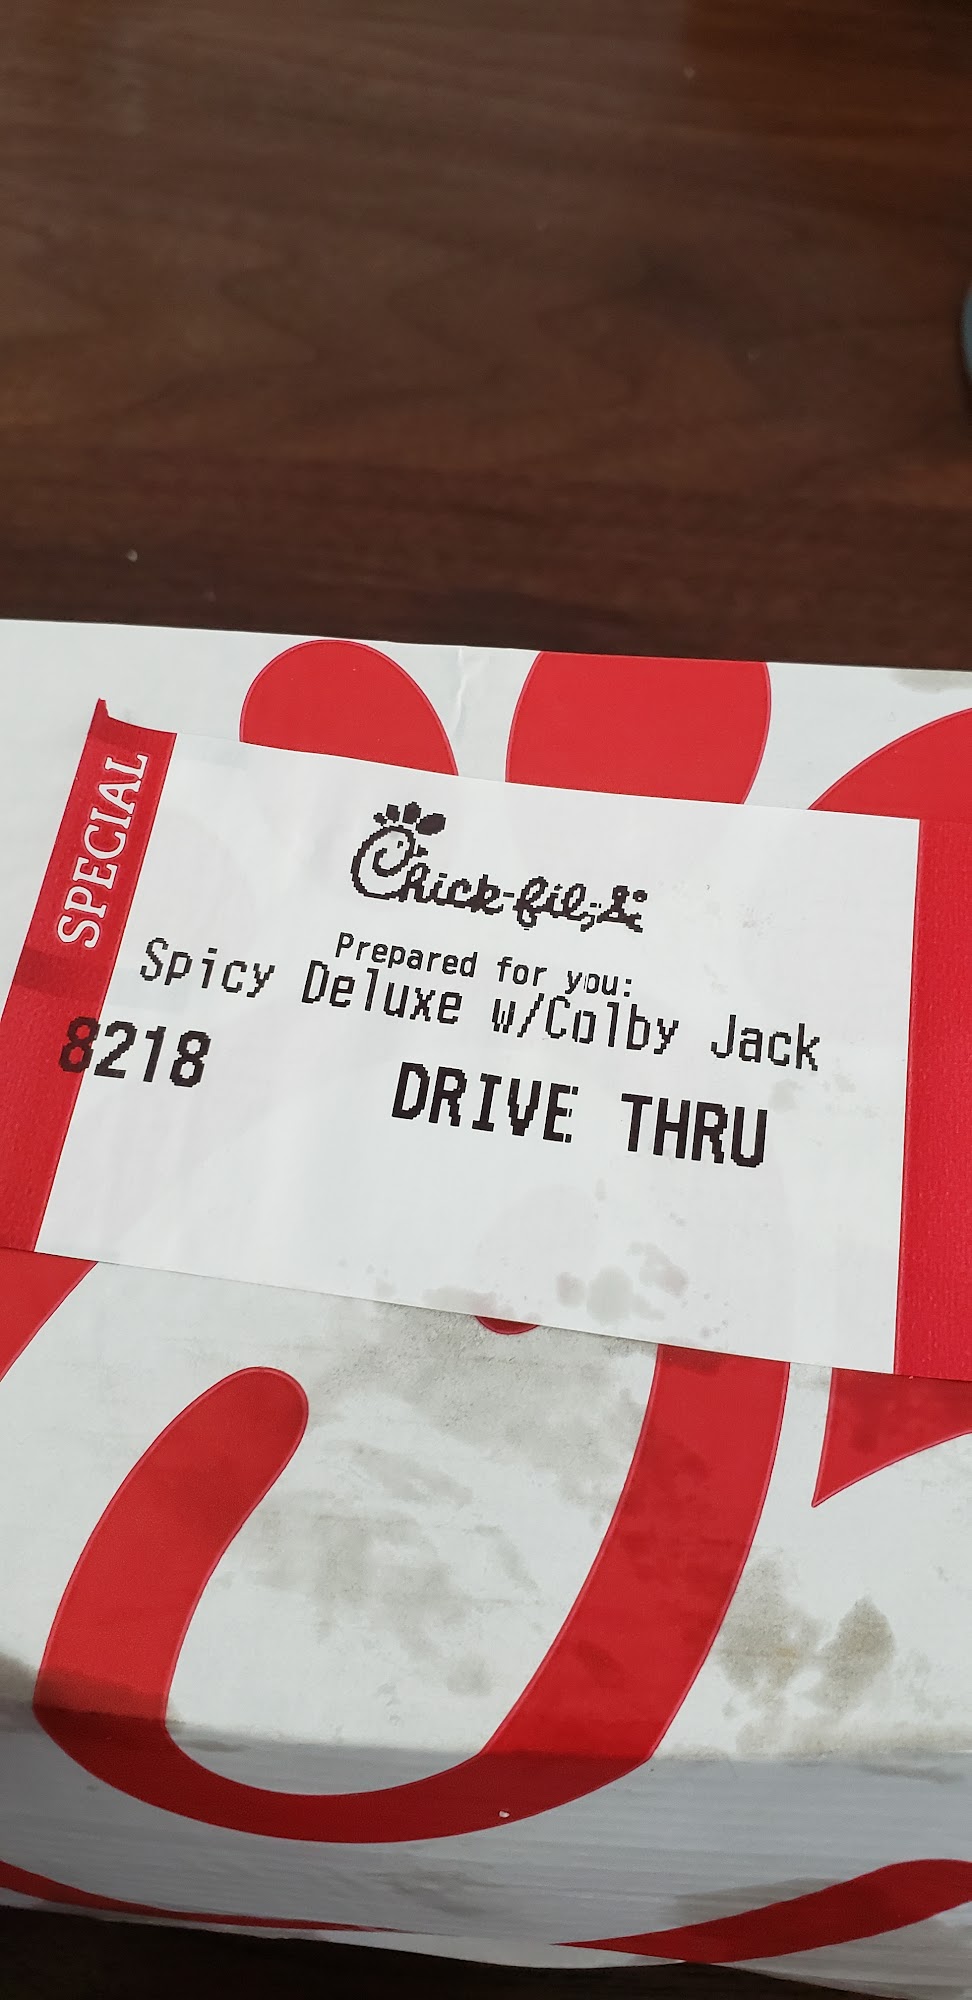 SPECIAL
Chick-fil-A
Prepared for you:
Spicy Deluxe w/Colby Jack
8218 DRIVE THRU